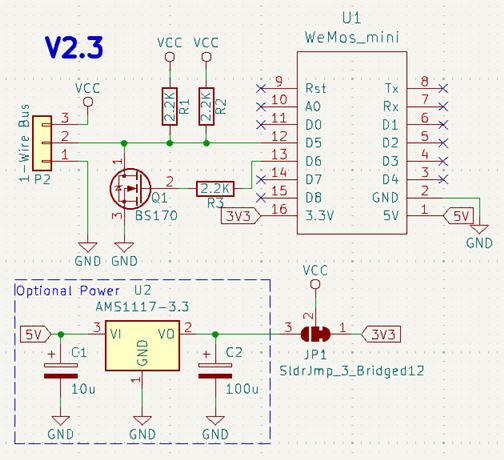 V2.3
U1
WeMos_mini
VCC
VCC
VCC
1-Wire Bus
P2
3
2
1
2.2K
R1
2.2K
R2
9 Rst
10 A0
11 D0
12 D5
13 D6
14 D7
15 D8
16 3.3V
Tx 8
Rx 7
D1 6
D2 5
D3 4
D4 3
GND 2
5V 1
1
2
3
Q1
BS170
2.2K
R3
3V3
5V
GND
GND
GND
Optional Power
U2
AMS1117-3.3
5V
3 VI
VO 2
GND
1
C1
10u
C2
100u
GND
GND
GND
VCC
3
2
1
3V3
JP1
SldrJmp_3_Bridged12